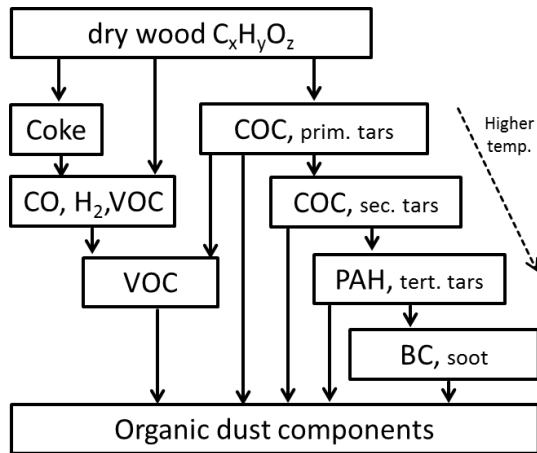 dry wood CₓHᵧO_z
Coke
COC, prim. tars
Higher
temp.
CO, H₂,VOC
COC, sec. tars
VOC
PAH, tert. tars
BC, soot
Organic dust components